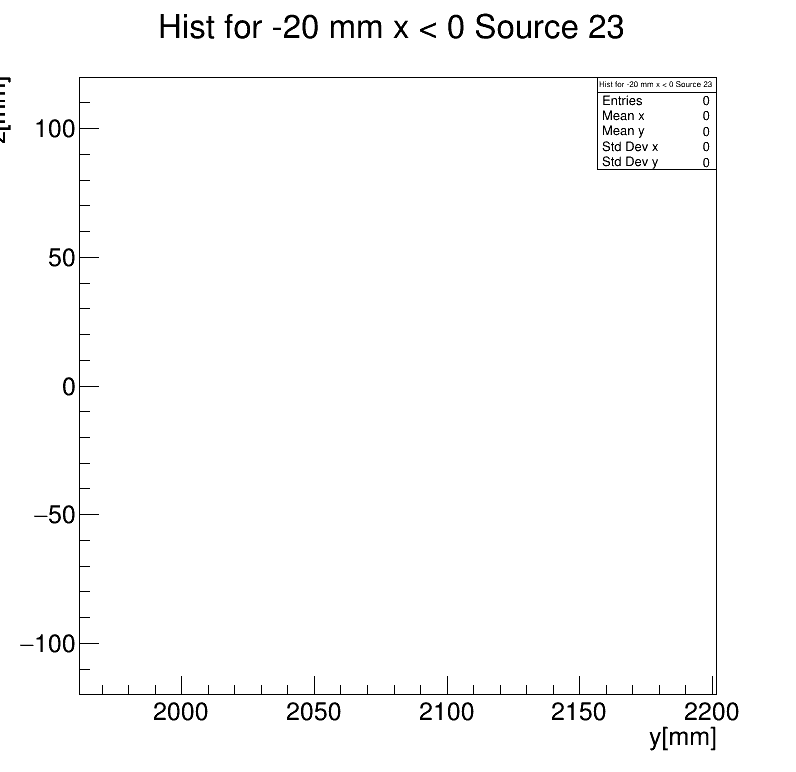 Hist for -20 mm x < 0 Source 23
z[mm]
Hist for -20 mm x < 0 Source 23
Entries 0
Mean x 0
Mean y 0
Std Dev x 0
Std Dev y 0
100
50
0
−50
−100
2000 2050 2100 2150 2200
y[mm]